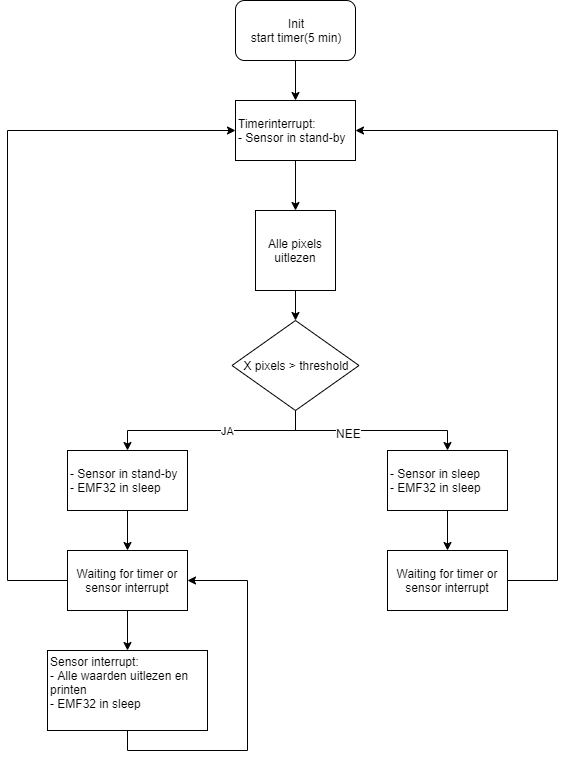 Init
start timer(5 min)
Timerinterrupt:
- Sensor in stand-by
Alle pixels
uitlezen
X pixels > threshold
JA
NEE
- Sensor in stand-by
- EMF32 in sleep
- Sensor in sleep
- EMF32 in sleep
Waiting for timer or
sensor interrupt
Waiting for timer or
sensor interrupt
Sensor interrupt:
- Alle waarden uitlezen en
printen
- EMF32 in sleep